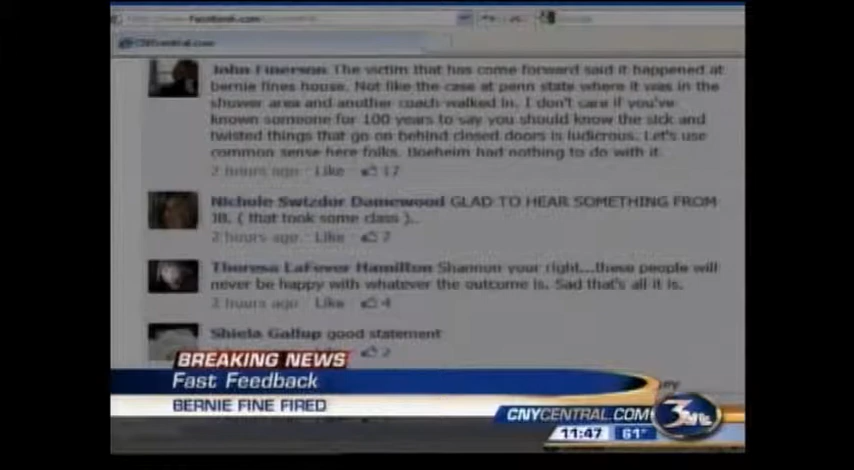 Facebook.com
CNYcentral.com
John Finerson The victim that has come forward said it happened at
bernie fines house. Not like the case at penn state where it was in the
shower area and another coach walked in. I don't care if you've
known someone for 100 years to say you should know the sick and
twisted things that go on behind closed doors is ludicrous. Let's use
common sense here folks. Boeheim had nothing to do with it.
2 hours ago · Like · 17
Nichole Swizdor Damewood GLAD TO HEAR SOMETHING FROM
JB. ( that took some class )..
2 hours ago · Like · 7
Theresa LaFever Hamilton Shannon your right...these people will
never be happy with whatever the outcome is. Sad that's all it is.
2 hours ago · Like · 4
Shiela Gallup good statement
2
BREAKING NEWS
Fast Feedback
BERNIE FINE FIRED
CNYCENTRAL.COM
3
11:47 61°